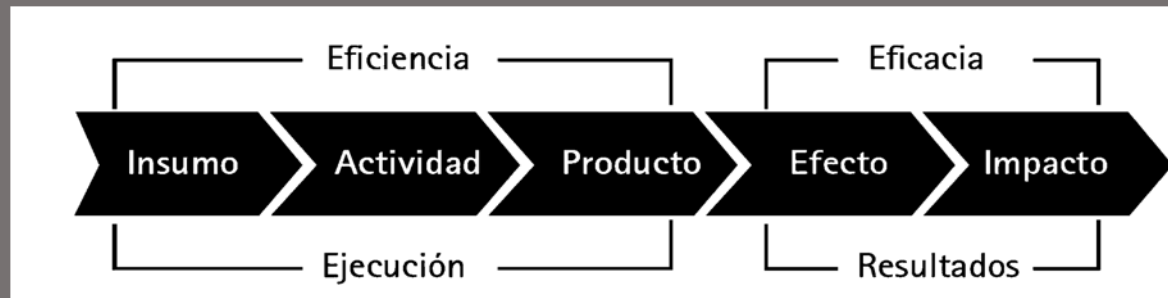 Eficiencia Eficacia
Insumo Actividad Producto Efecto Impacto
Ejecución Resultados